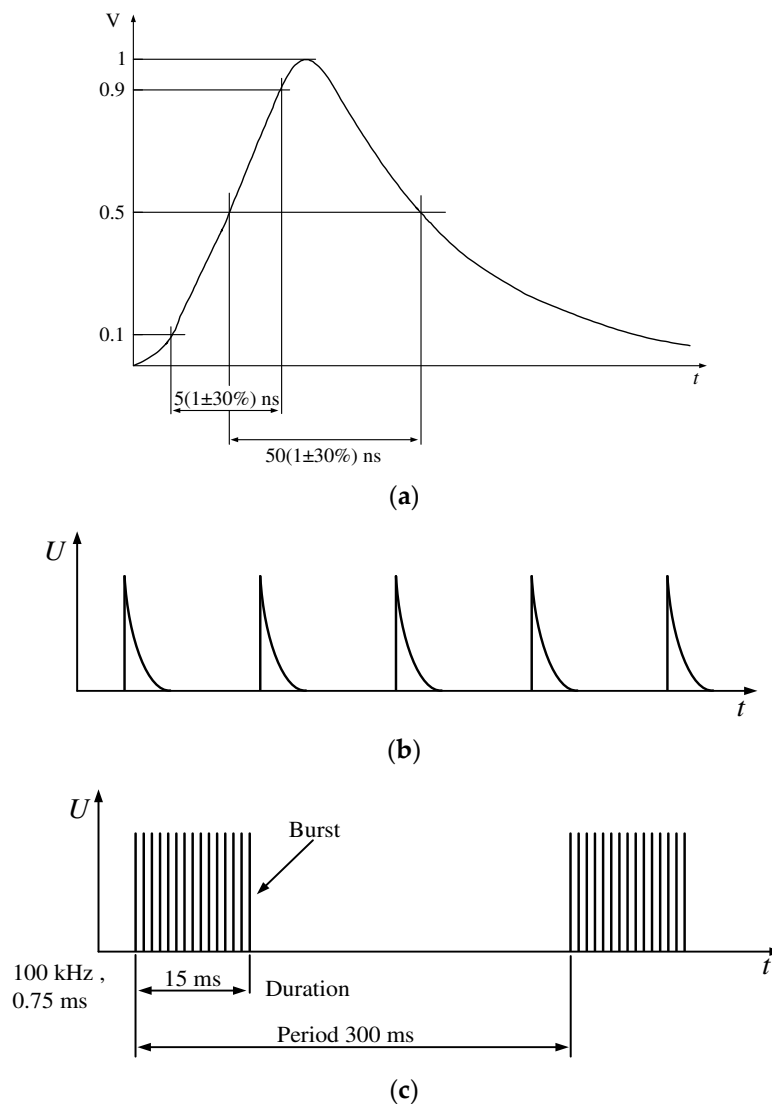 V
1
0.9
0.5
0.1
t
5(1±30%) ns
50(1±30%) ns
(a)
U
t
(b)
U
Burst
t
100 kHz ,
0.75 ms
15 ms
Duration
Period 300 ms
(c)